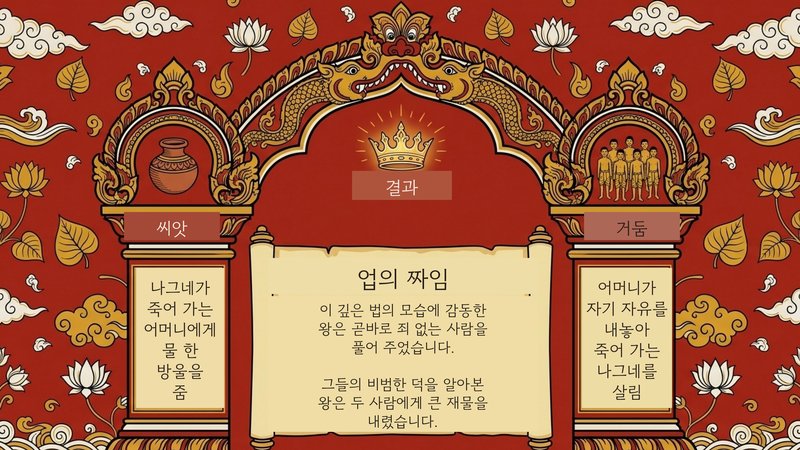 결과
씨앗
나그네가
죽어 가는
어머니에게
물 한
방울을
줌
업의 짜임
이 깊은 법의 모습에 감동한
왕은 곧바로 죄 없는 사람을
풀어 주었습니다.
그들의 비범한 덕을 알아본
왕은 두 사람에게 큰 재물을
내렸습니다.
거둠
어머니가
자기 자유를
내놓아
죽어 가는
나그네를
살림